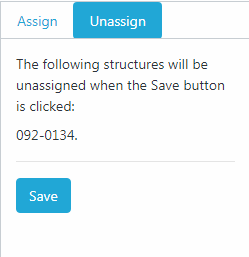 Assign Unassign
The following structures will be
unassigned when the Save button
is clicked:
092-0134.
Save